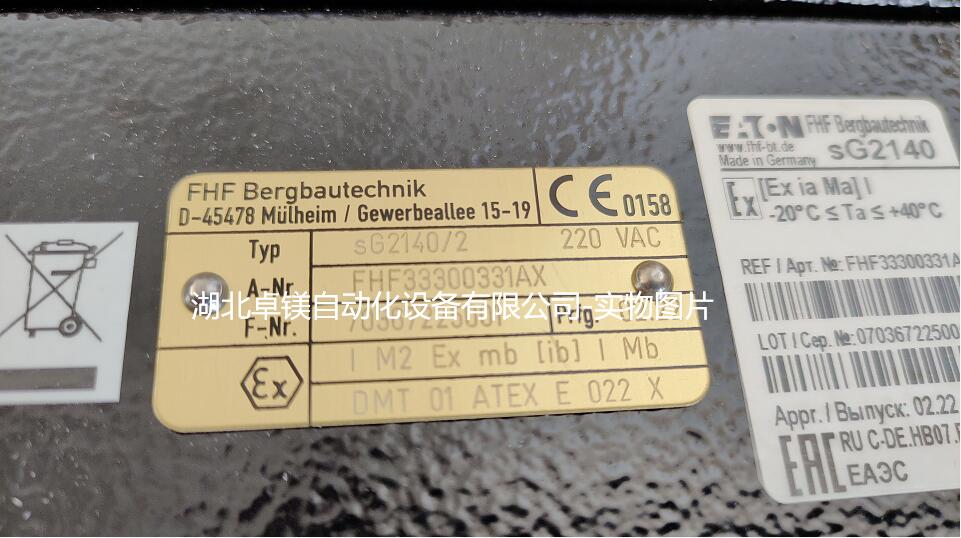 FHF Bergbautechnik
D-45478 Mülheim / Gewerbeallee 15-19
CE 0158
Typ sG2140/2 220 VAC
A-Nr. FHF33300331AX
F-Nr.
I M2 Ex mb [ib] I Mb
Ex
DMT 01 ATEX E 022 X
湖北卓镁自动化设备有限公司-实物图片
EATON FHF Bergbautechnik
www.fhf-bt.de
Made in Germany sG2140
Ex [Ex ia Ma] I
-20°C ≤ Ta ≤ +40°C
REF / Арт. №: FHF33300331A
LOT / Сер. №: 07036722500
Appr. / Выпуск: 02.22
EAC RU C-DE.HB07.
ЕАЭС